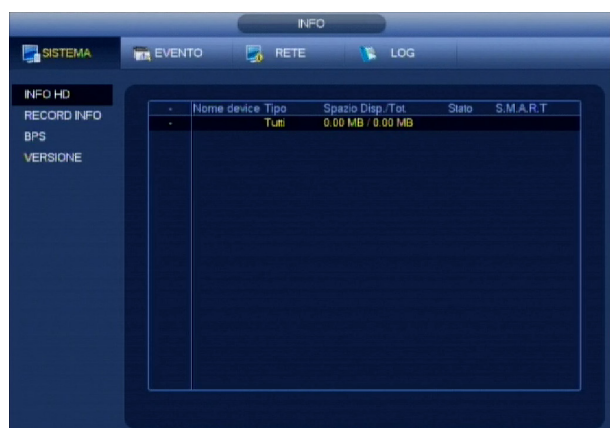 INFO
SISTEMA EVENTO RETE LOG
INFO HD
RECORD INFO
BPS
VERSIONE
- Nome device Tipo Spazio Disp./Tot. Stato S.M.A.R.T
- Tutti 0.00 MB / 0.00 MB